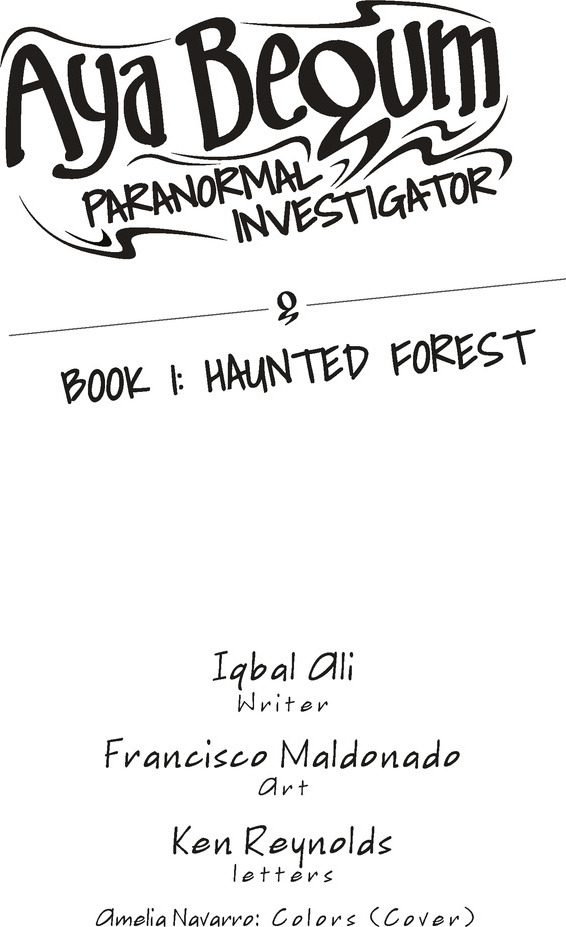 Aya Begum
PARANORMAL
INVESTIGATOR
BOOK 1: HAUNTED FOREST
Iqbal Ali
Writer
Francisco Maldonado
Art
Ken Reynolds
letters
Amelia Navarro: Colors (Cover)